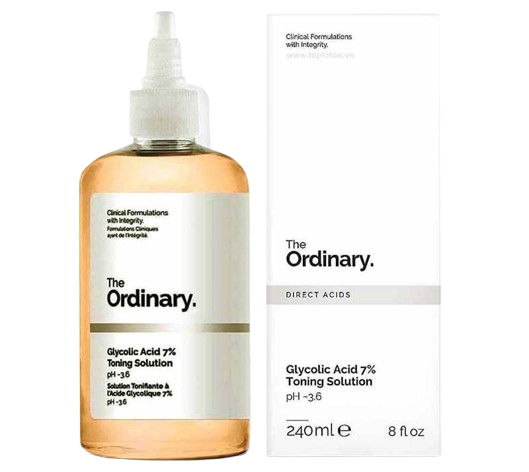 Clinical Formulations
with Integrity.
Formulations Cliniques
ayant de l'Intégrité.
The
Ordinary.
Glycolic Acid 7%
Toning Solution
pH ~3.6
Solution Tonifiante à
l'Acide Glycolique 7%
pH ~3.6
Clinical Formulations
with Integrity.
The
Ordinary.
DIRECT ACIDS
Glycolic Acid 7%
Toning Solution
pH ~3.6
240ml e 8 fl oz